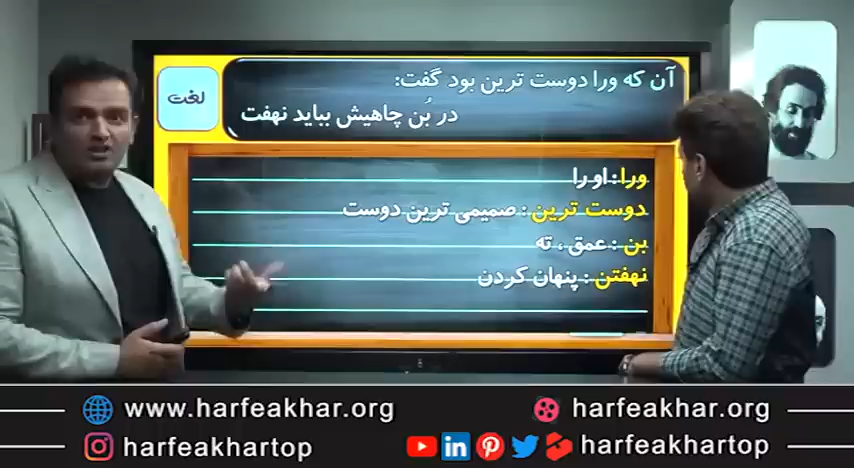 آن که ورا دوست ترین بود گفت:
در بُن چاهیش بباید نهفت
لغت
ورا: او را
دوست ترین : صمیمی ترین دوست
بن : عمق ، ته
نهفتن : پنهان کردن
www.harfeakhar.org
harfeakhar.org
harfeakhartop
harfeakhartop